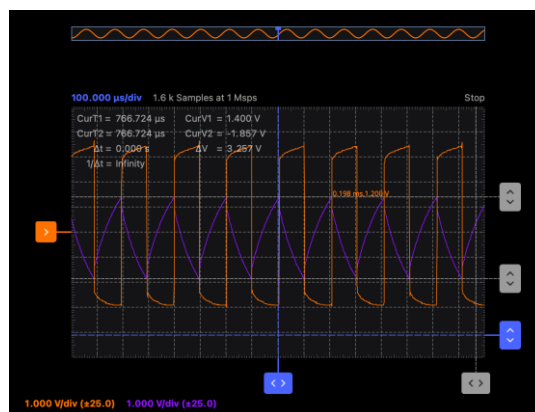 100.000 µs/div 1.6 k Samples at 1 Msps Stop
CurT1 = 766.724 µs CurV1 = 1.400 V
CurT2 = 766.724 µs CurV2 = -1.857 V
Δt = 0.000 s ΔV = 3.257 V
1/Δt = Infinity
0.198 ms,1.200 V
1.000 V/div (±25.0) 1.000 V/div (±25.0)